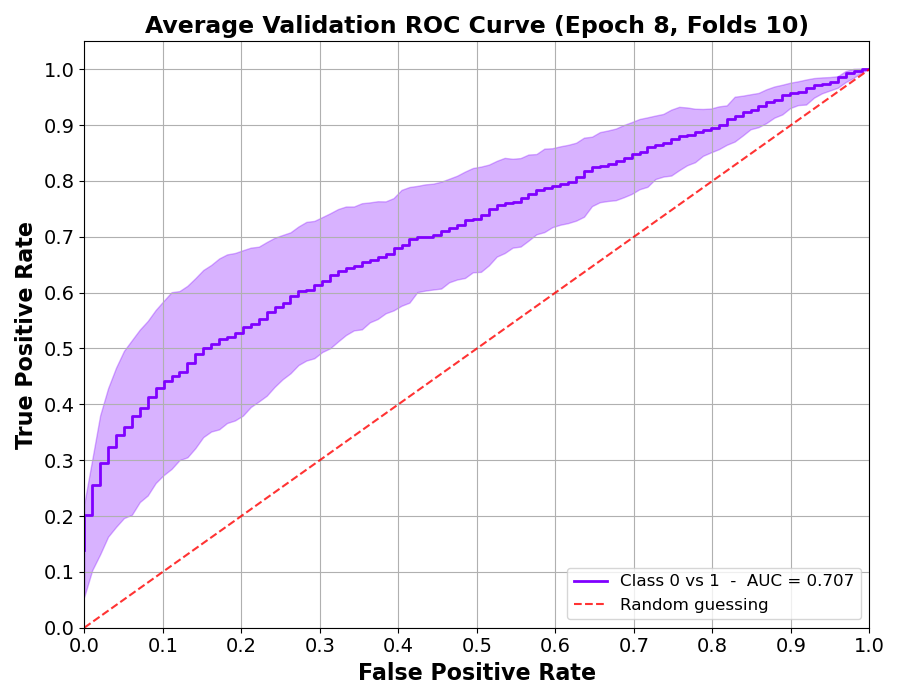 Average Validation ROC Curve (Epoch 8, Folds 10)
True Positive Rate
1.0
0.9
0.8
0.7
0.6
0.5
0.4
0.3
0.2
0.1
0.0
Class 0 vs 1 - AUC = 0.707
Random guessing
0.0 0.1 0.2 0.3 0.4 0.5 0.6 0.7 0.8 0.9 1.0
False Positive Rate